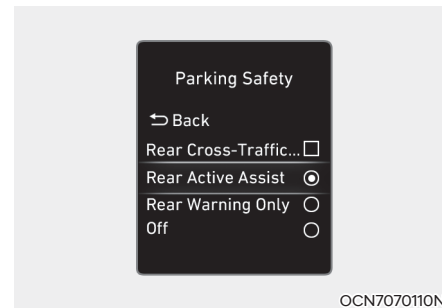 Parking Safety
Back
Rear Cross-Traffic...
Rear Active Assist
Rear Warning Only
Off
OCN7070110N